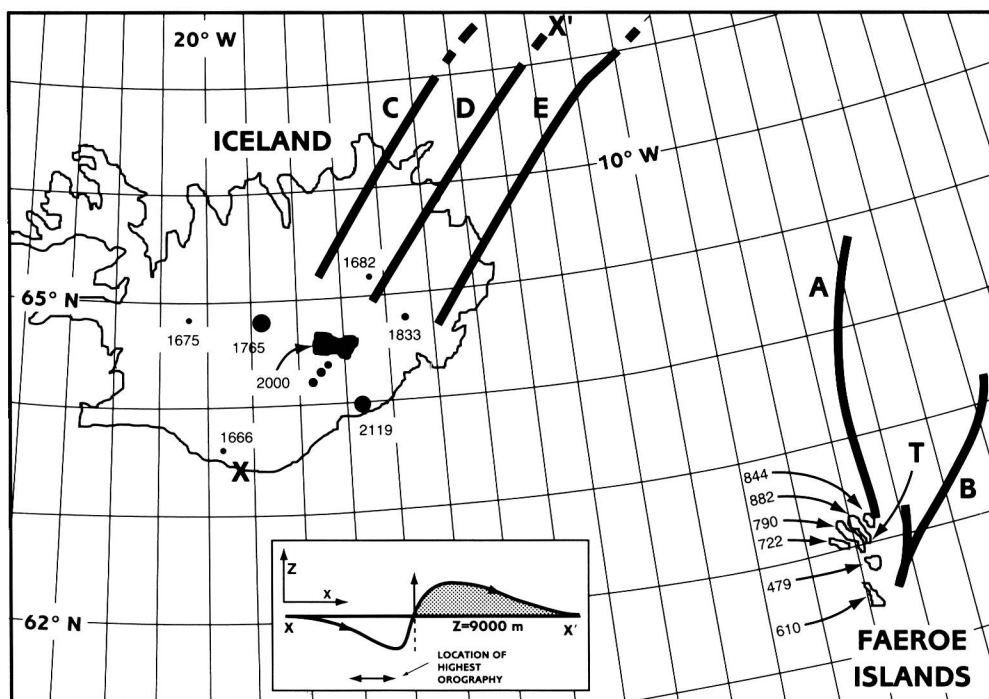 20° W
X'
C
D
E
ICELAND
10° W
1682
A
65° N
1675
1765
1833
2000
2119
1666
X
T
B
844
882
790
722
479
610
Z
X
X
Z=9000 m
X'
LOCATION OF
HIGHEST
OROGRAPHY
62° N
FAEROE
ISLANDS